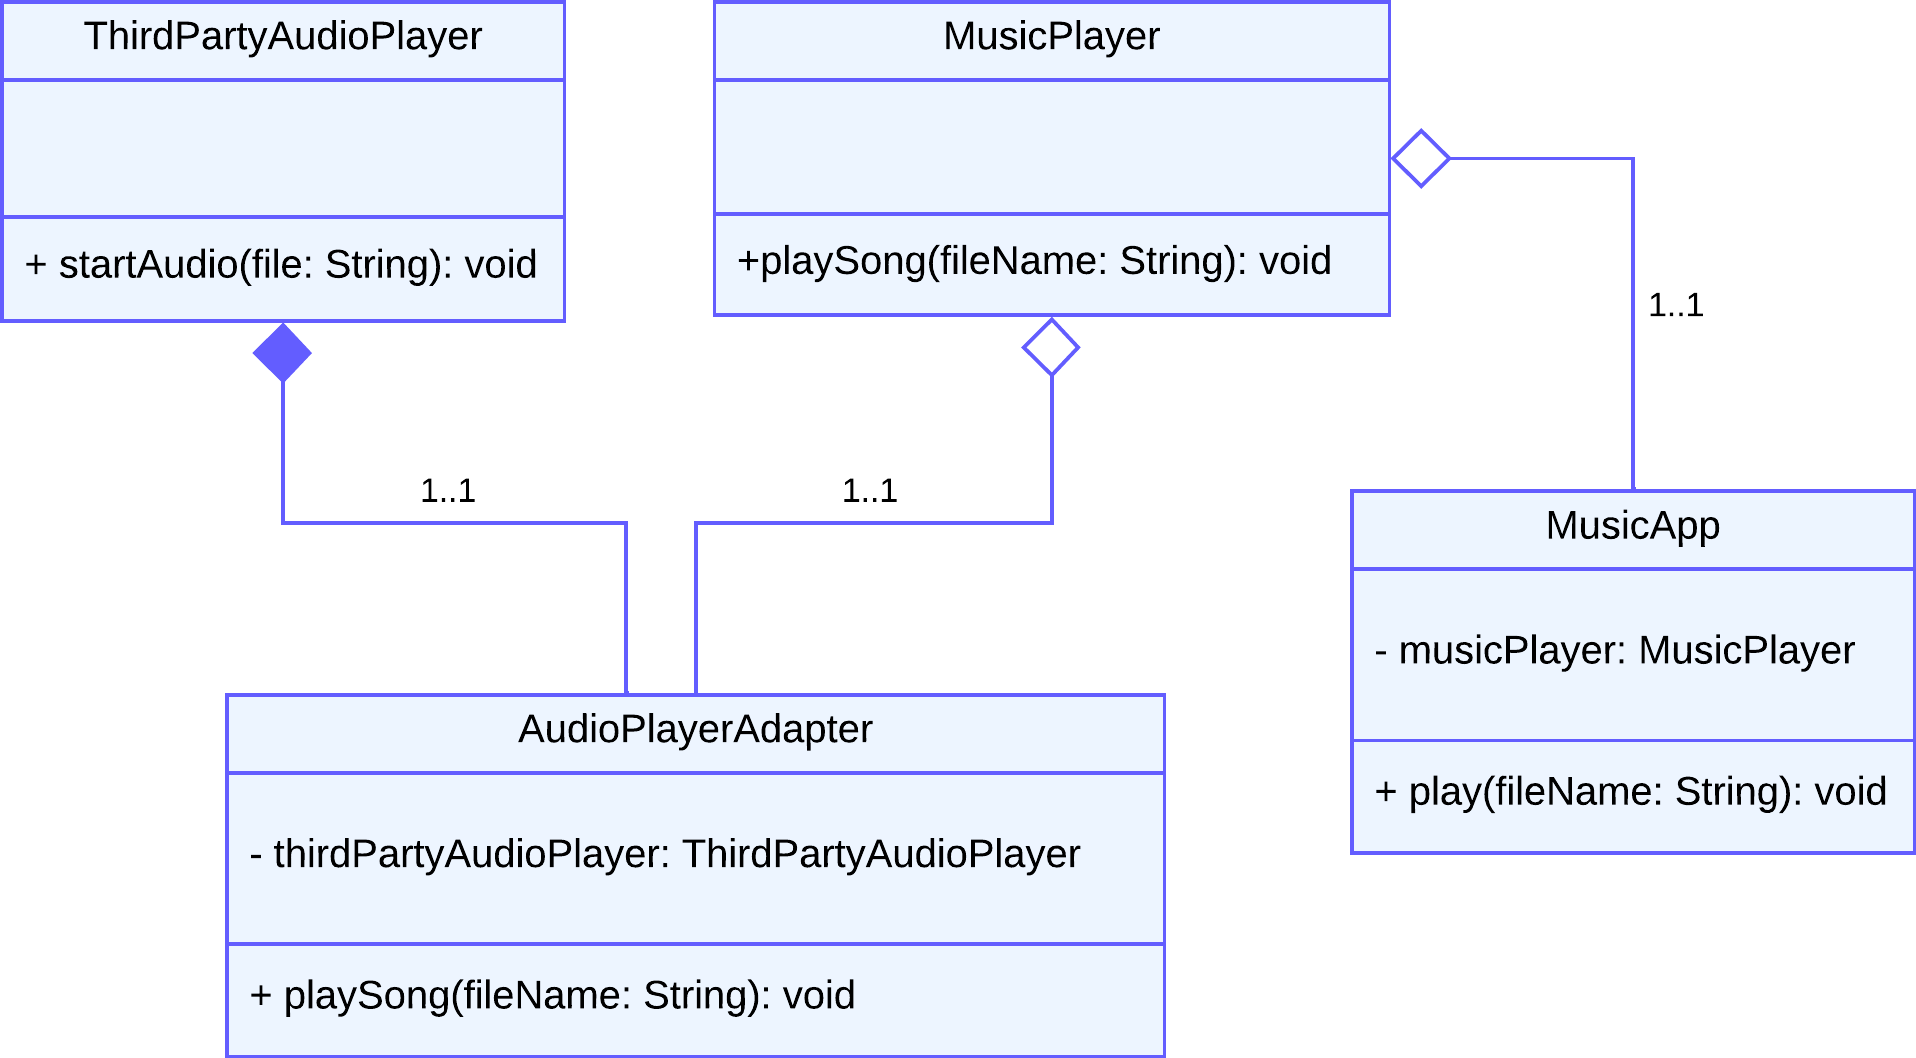 ThirdPartyAudioPlayer
+ startAudio(file: String): void
MusicPlayer
+playSong(fileName: String): void
1..1
1..1
1..1
MusicApp
- musicPlayer: MusicPlayer
+ play(fileName: String): void
AudioPlayerAdapter
- thirdPartyAudioPlayer: ThirdPartyAudioPlayer
+ playSong(fileName: String): void